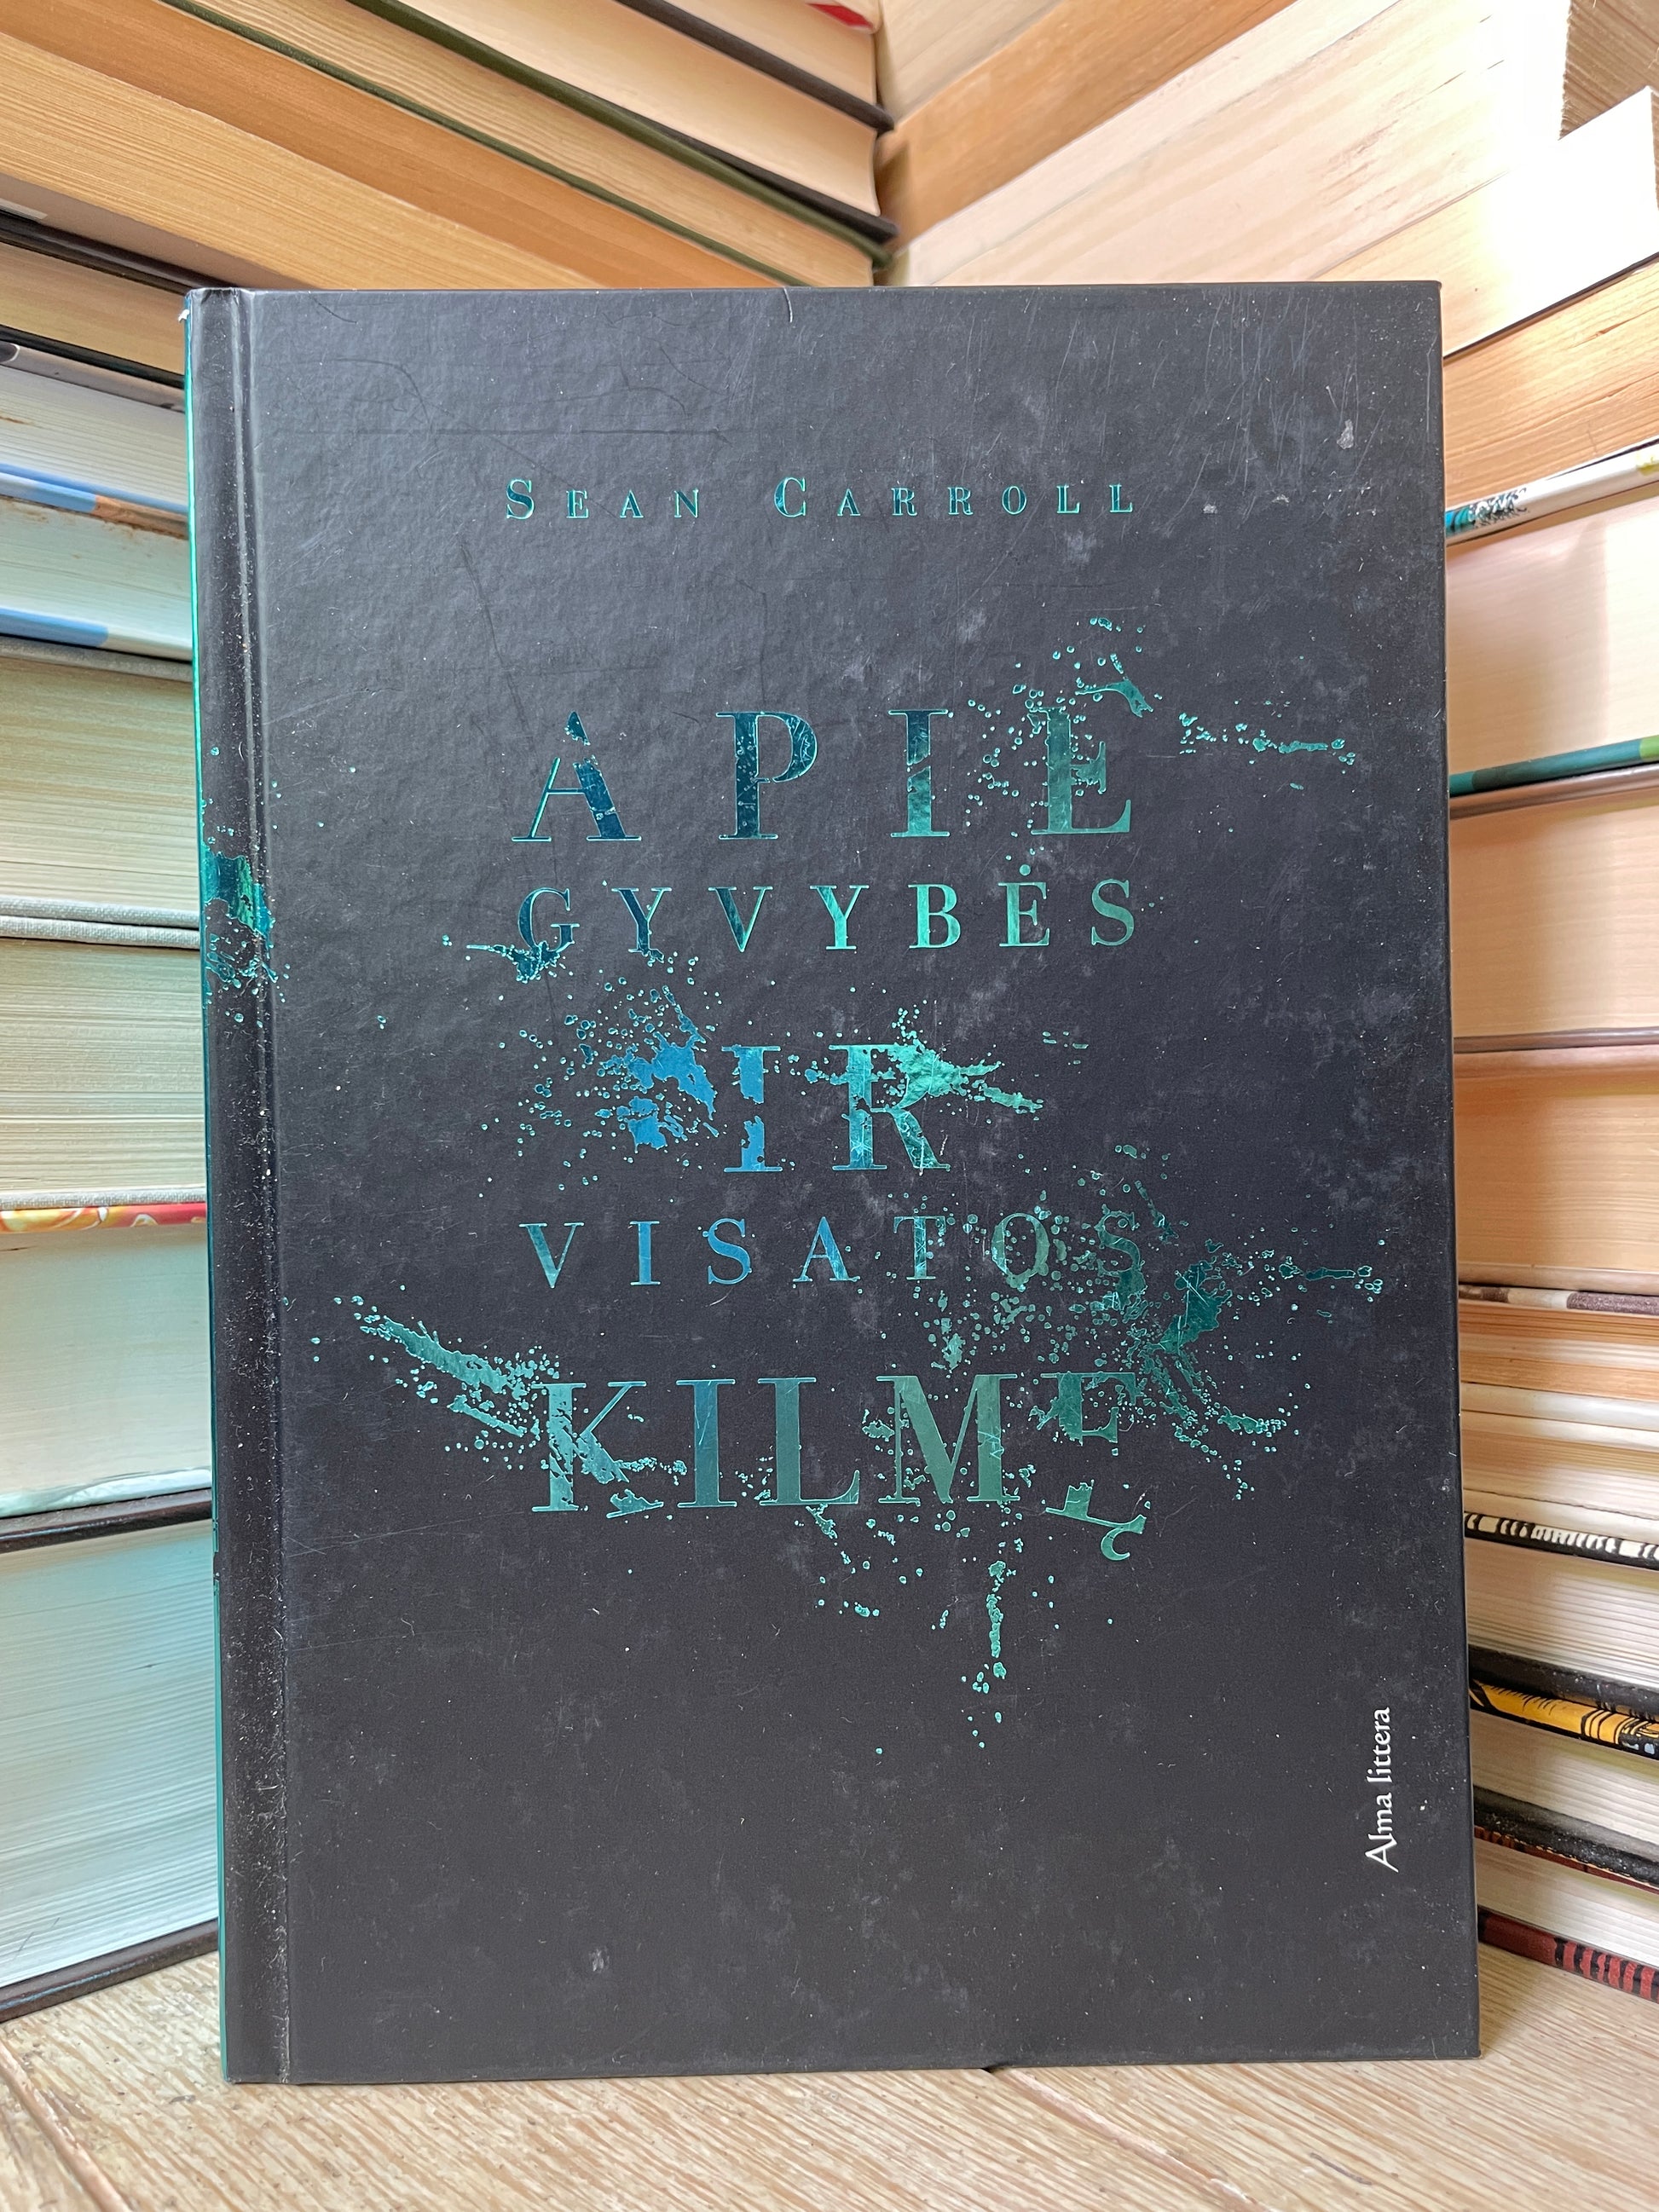 SEAN CARROLL
APIE
GYVYBĖS
IR
VISATOS
KILMĘ
Alma littera